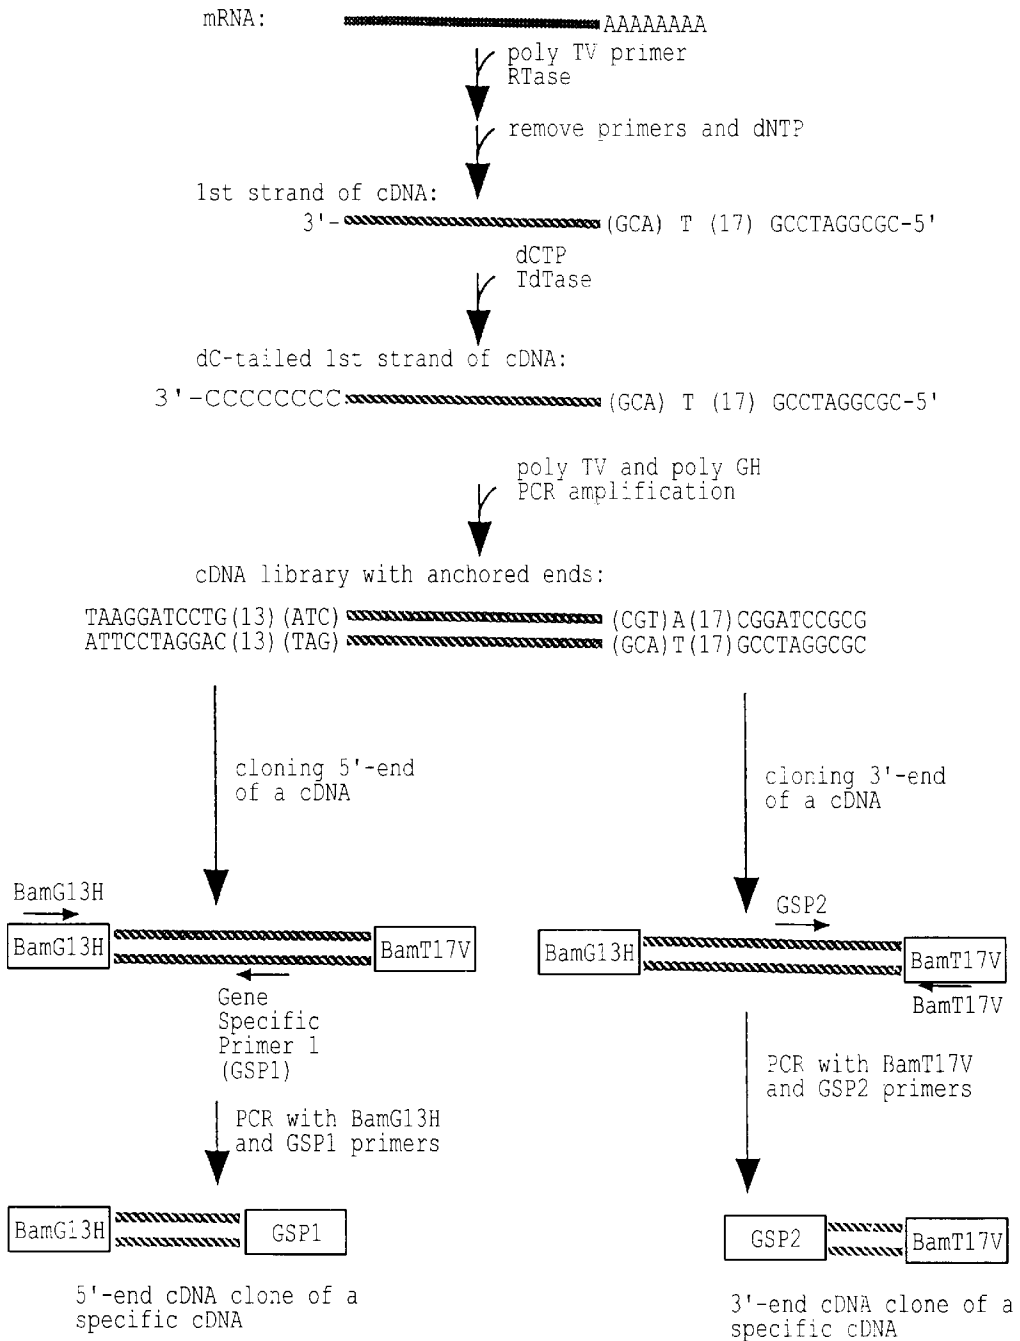 mRNA:
AAAAAAAA
poly TV primer
RTase
remove primers and dNTP
1st strand of cDNA:
3'- (GCA) T (17) GCCTAGGCGC-5'
dCTP
TdTase
dC-tailed 1st strand of cDNA:
3'-CCCCCCCC (GCA) T (17) GCCTAGGCGC-5'
poly TV and poly GH
PCR amplification
cDNA library with anchored ends:
TAAGGATCCTG(13)(ATC) (CGT)A(17)CGGATCCGCG
ATTCCTAGGAC(13)(TAG) (GCA)T(17)GCCTAGGCGC
cloning 5'-end
of a cDNA
cloning 3'-end
of a cDNA
BamG13H
BamG13H
BamT17V
Gene
Specific
Primer 1
(GSP1)
GSP2
BamG13H
BamT17V
BamT17V
PCR with BamG13H
and GSP1 primers
PCR with BamT17V
and GSP2 primers
BamG13H
GSP1
GSP2
BamT17V
5'-end cDNA clone of a
specific cDNA
3'-end cDNA clone of a
specific cDNA